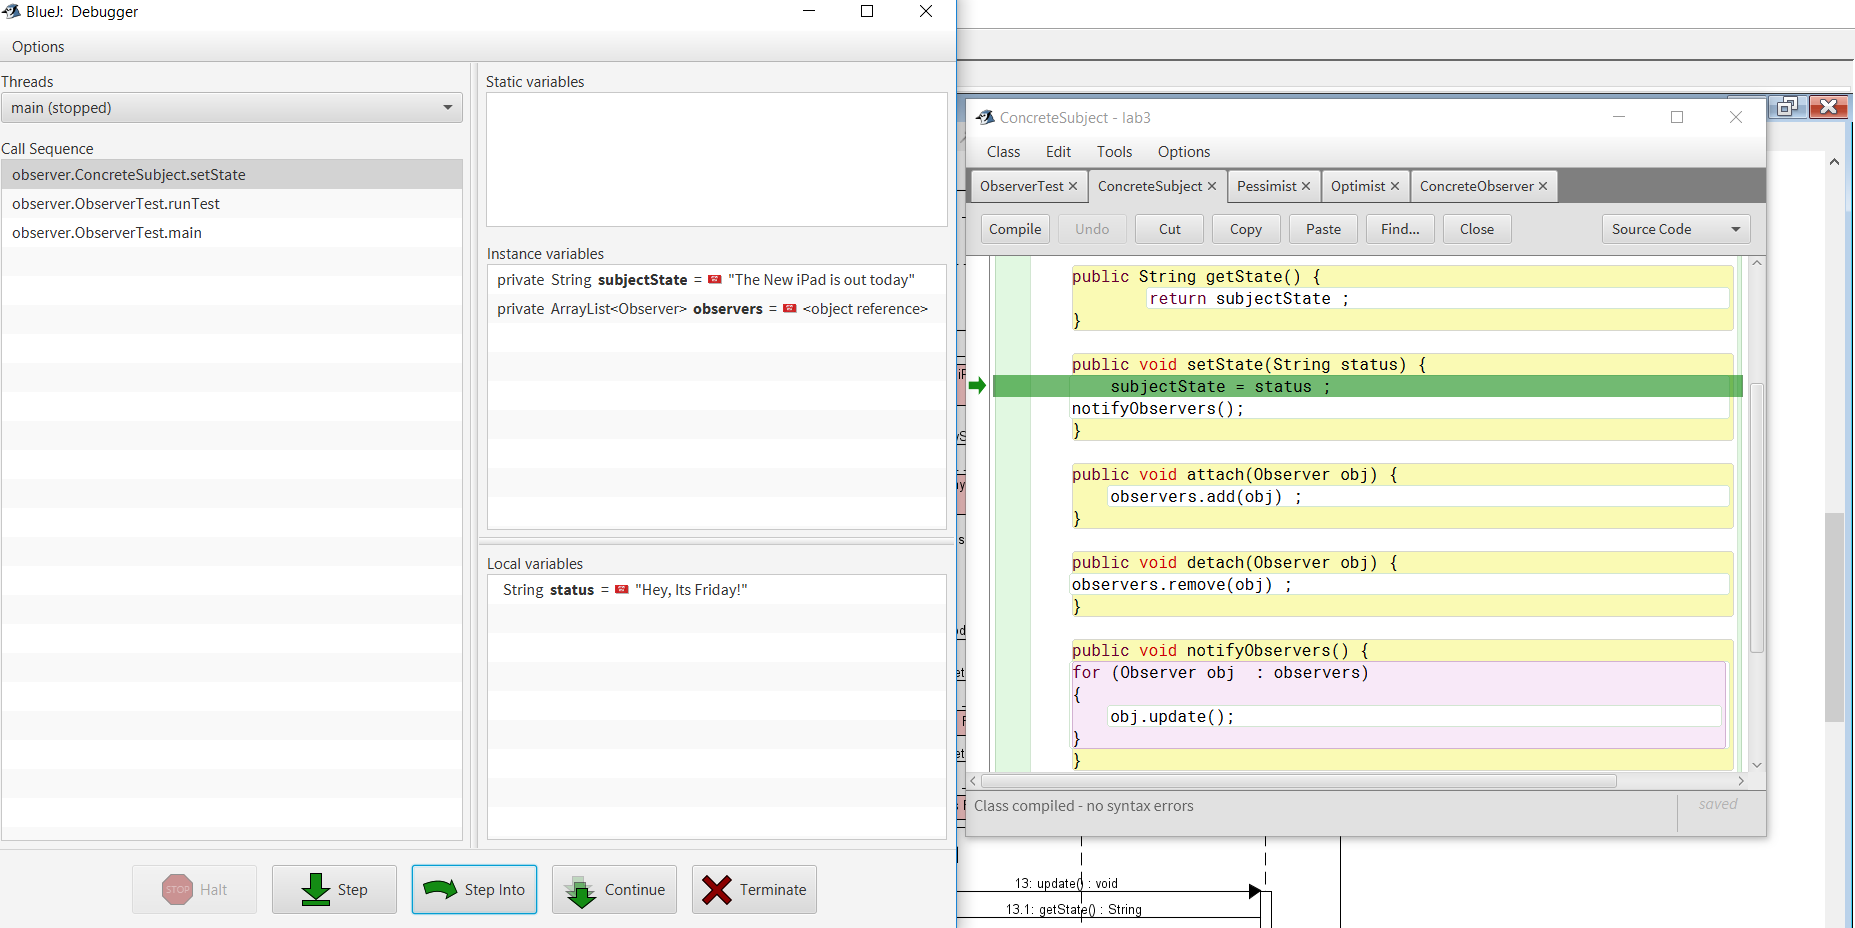 BlueJ: Debugger
Options
Threads
main (stopped)
Call Sequence
observer.ConcreteSubject.setState
observer.ObserverTest.runTest
observer.ObserverTest.main
Static variables
Instance variables
private String subjectState = "The New iPad is out today"
private ArrayList<Observer> observers = <object reference>
Local variables
String status = "Hey, Its Friday!"
STOP Halt
Step
Step Into
Continue
Terminate
ConcreteSubject - lab3
Class Edit Tools Options
ObserverTest ConcreteSubject Pessimist Optimist ConcreteObserver
Compile Undo Cut Copy Paste Find... Close Source Code
public String getState() {
return subjectState ;
}
public void setState(String status) {
subjectState = status ;
notifyObservers();
}
public void attach(Observer obj) {
observers.add(obj) ;
}
public void detach(Observer obj) {
observers.remove(obj) ;
}
public void notifyObservers() {
for (Observer obj  : observers)
{
obj.update();
}
}
Class compiled - no syntax errors
saved
13: update() : void
13.1: getState() : String